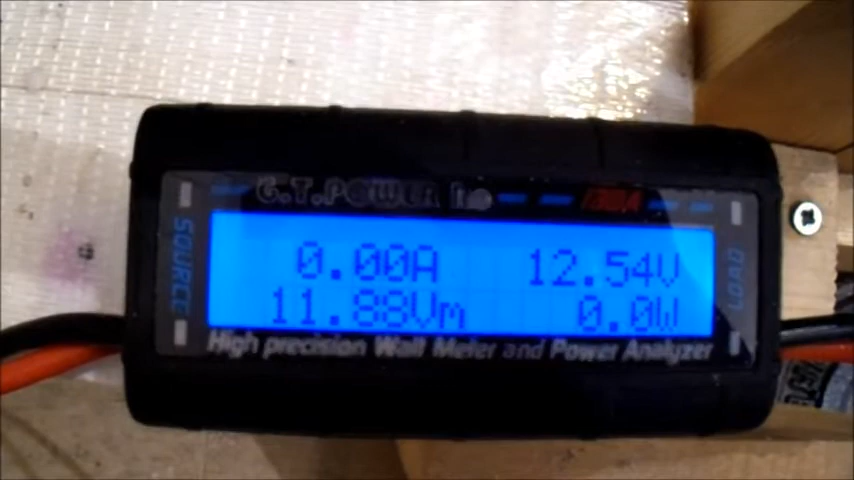 G.T.POWER
SOURCE
0.00A 12.54V
11.88Vm 0.0W
LOAD
High precision Watt Meter and Power Analyzer